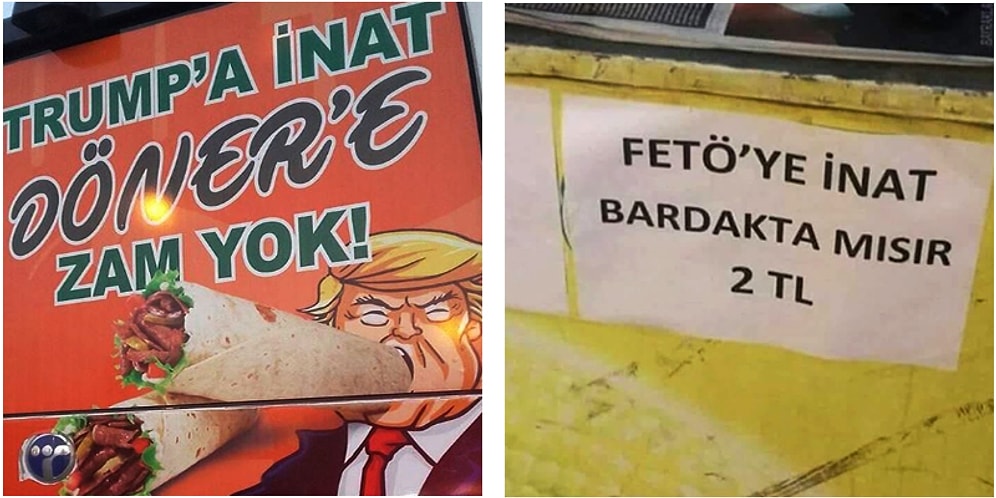 TRUMP'A İNAT
DÖNER'E
ZAM YOK!
FETÖ'YE İNAT
BARDAKTA MISIR
2 TL